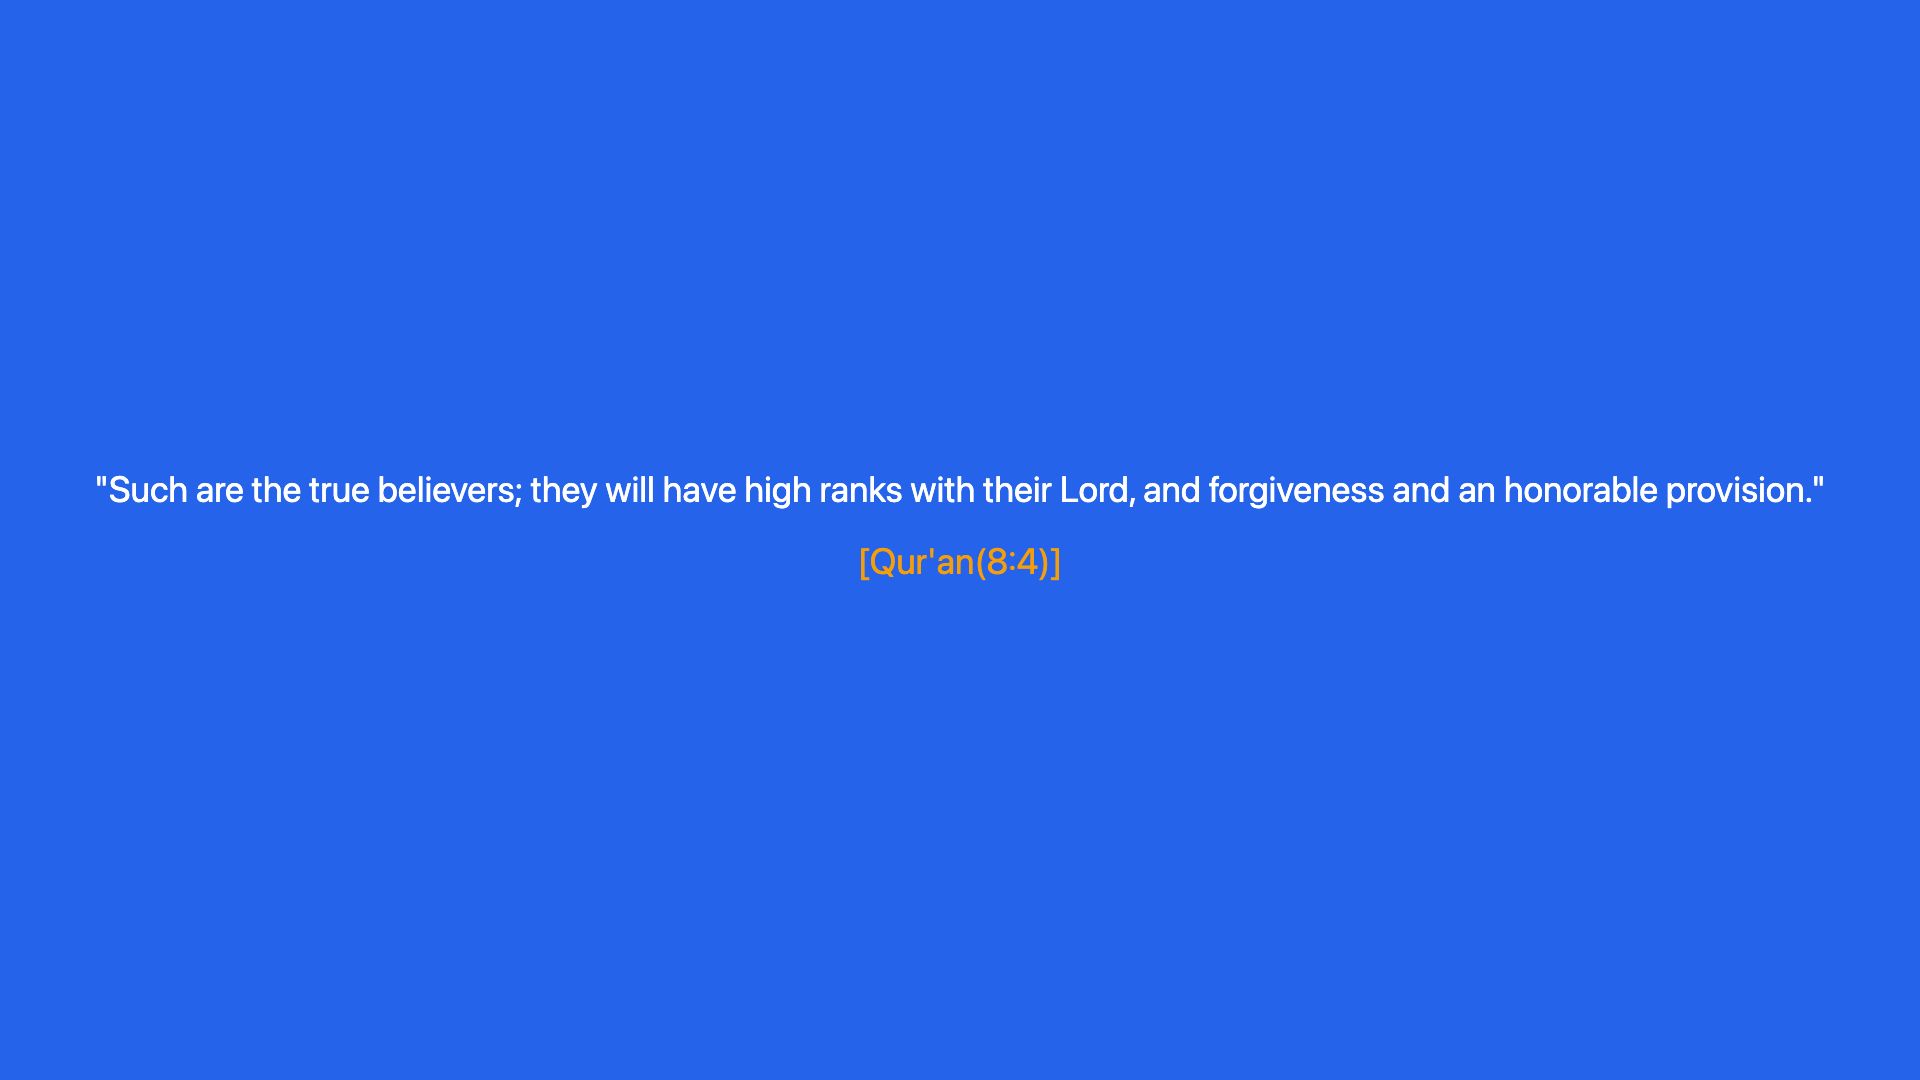 "Such are the true believers; they will have high ranks with their Lord, and forgiveness and an honorable provision."
[Qur'an(8:4)]